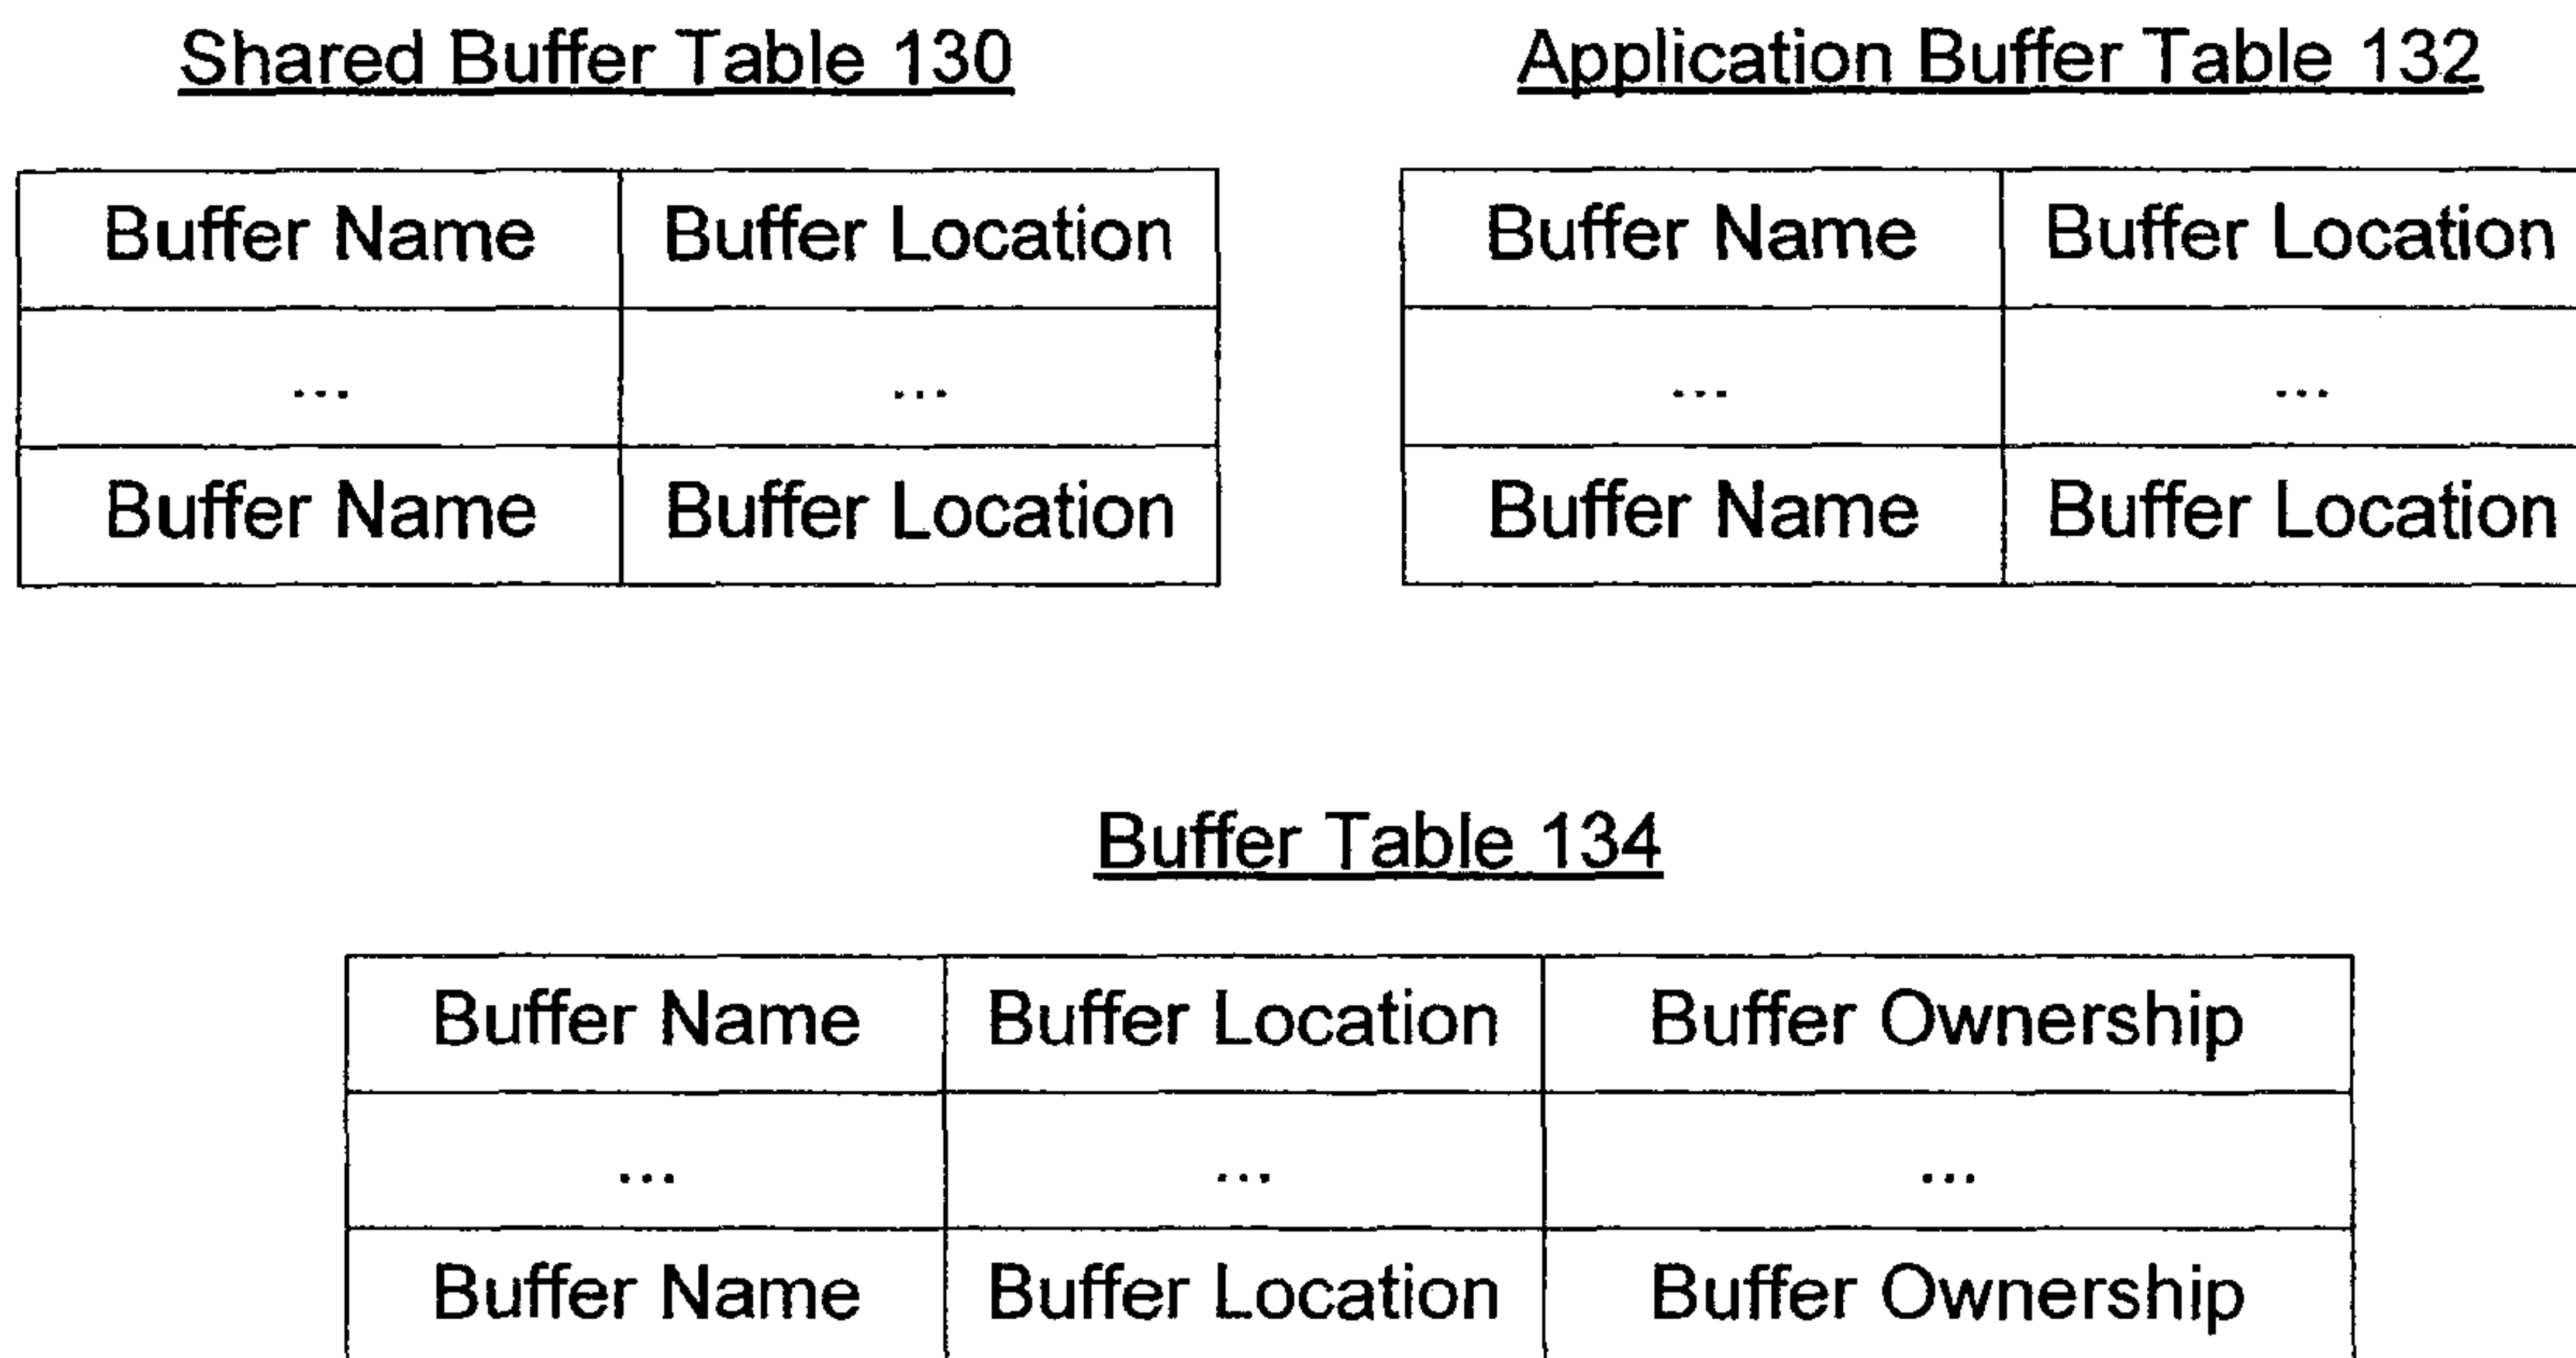 Shared Buffer Table 130
Buffer Name Buffer Location
... ...
Buffer Name Buffer Location
Application Buffer Table 132
Buffer Name Buffer Location
... ...
Buffer Name Buffer Location
Buffer Table 134
Buffer Name Buffer Location Buffer Ownership
... ... ...
Buffer Name Buffer Location Buffer Ownership